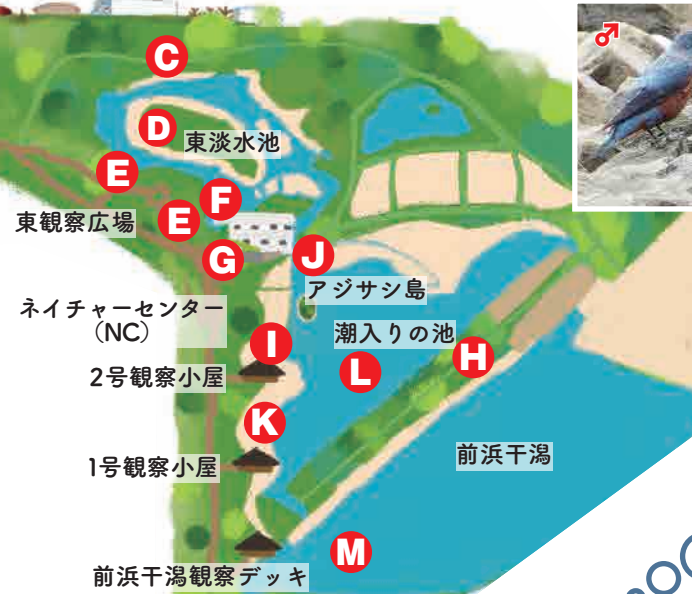 ♂
C
D
東淡水池
E
F
東観察広場
E
G
J
アジサシ島
ネイチャーセンター
（NC）
潮入りの池
I
H
2号観察小屋
L
K
前浜干潟
1号観察小屋
M
前浜干潟観察デッキ